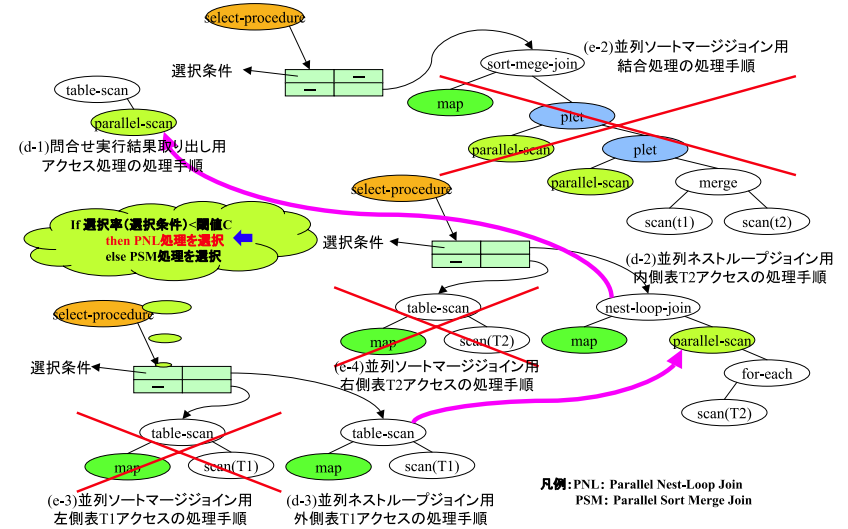 select-procedure
選択条件
sort-mege-join
(e-2)並列ソートマージジョイン用
結合処理の処理手順
map
plet
parallel-scan
plet
parallel-scan
merge
scan(t1)
scan(t2)
table-scan
parallel-scan
(d-1)問合せ実行結果取り出し用
アクセス処理の処理手順
If 選択率(選択条件)<閾値C
then PNL処理を選択
else PSM処理を選択
select-procedure
選択条件
table-scan
map
scan(T2)
(e-4)並列ソートマージジョイン用
右側表T2アクセスの処理手順
(d-2)並列ネストループジョイン用
内側表T2アクセスの処理手順
nest-loop-join
map
parallel-scan
for-each
scan(T2)
select-procedure
選択条件
table-scan
map
scan(T1)
(e-3)並列ソートマージジョイン用
左側表T1アクセスの処理手順
table-scan
map
scan(T1)
(d-3)並列ネストループジョイン用
外側表T1アクセスの処理手順
凡例:PNL: Parallel Nest-Loop Join
PSM: Parallel Sort Merge Join